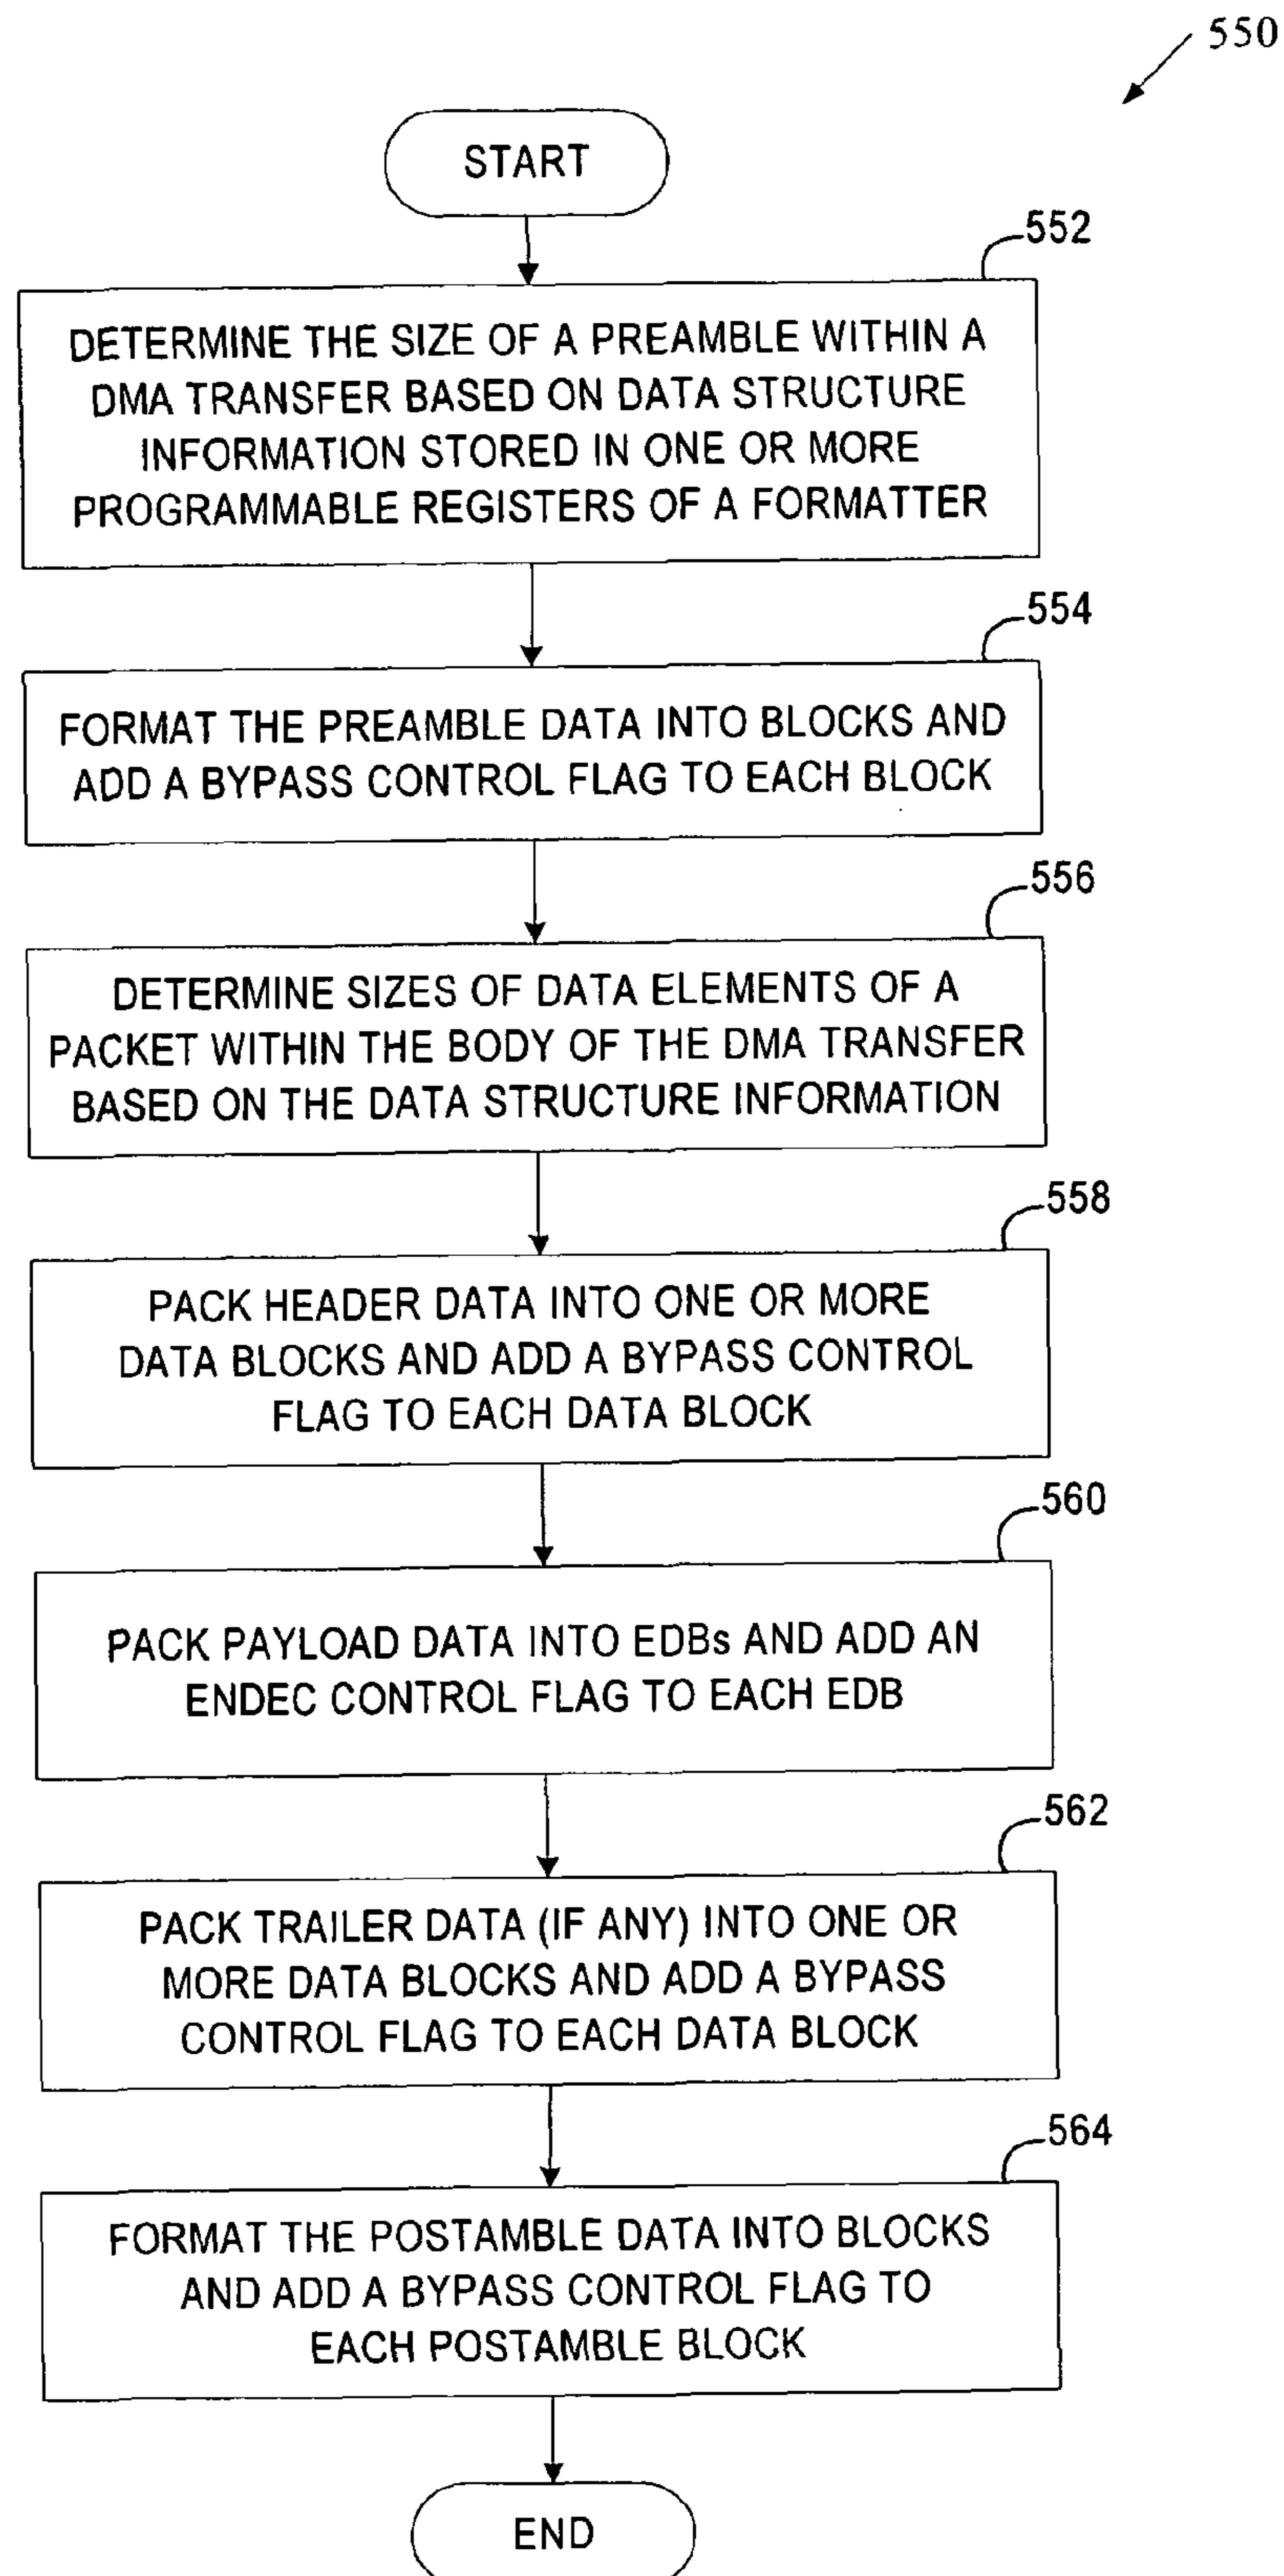 550
START
552
DETERMINE THE SIZE OF A PREAMBLE WITHIN A
DMA TRANSFER BASED ON DATA STRUCTURE
INFORMATION STORED IN ONE OR MORE
PROGRAMMABLE REGISTERS OF A FORMATTER
554
FORMAT THE PREAMBLE DATA INTO BLOCKS AND
ADD A BYPASS CONTROL FLAG TO EACH BLOCK
556
DETERMINE SIZES OF DATA ELEMENTS OF A
PACKET WITHIN THE BODY OF THE DMA TRANSFER
BASED ON THE DATA STRUCTURE INFORMATION
558
PACK HEADER DATA INTO ONE OR MORE
DATA BLOCKS AND ADD A BYPASS CONTROL
FLAG TO EACH DATA BLOCK
560
PACK PAYLOAD DATA INTO EDBs AND ADD AN
ENDEC CONTROL FLAG TO EACH EDB
562
PACK TRAILER DATA (IF ANY) INTO ONE OR
MORE DATA BLOCKS AND ADD A BYPASS
CONTROL FLAG TO EACH DATA BLOCK
564
FORMAT THE POSTAMBLE DATA INTO BLOCKS
AND ADD A BYPASS CONTROL FLAG TO
EACH POSTAMBLE BLOCK
END